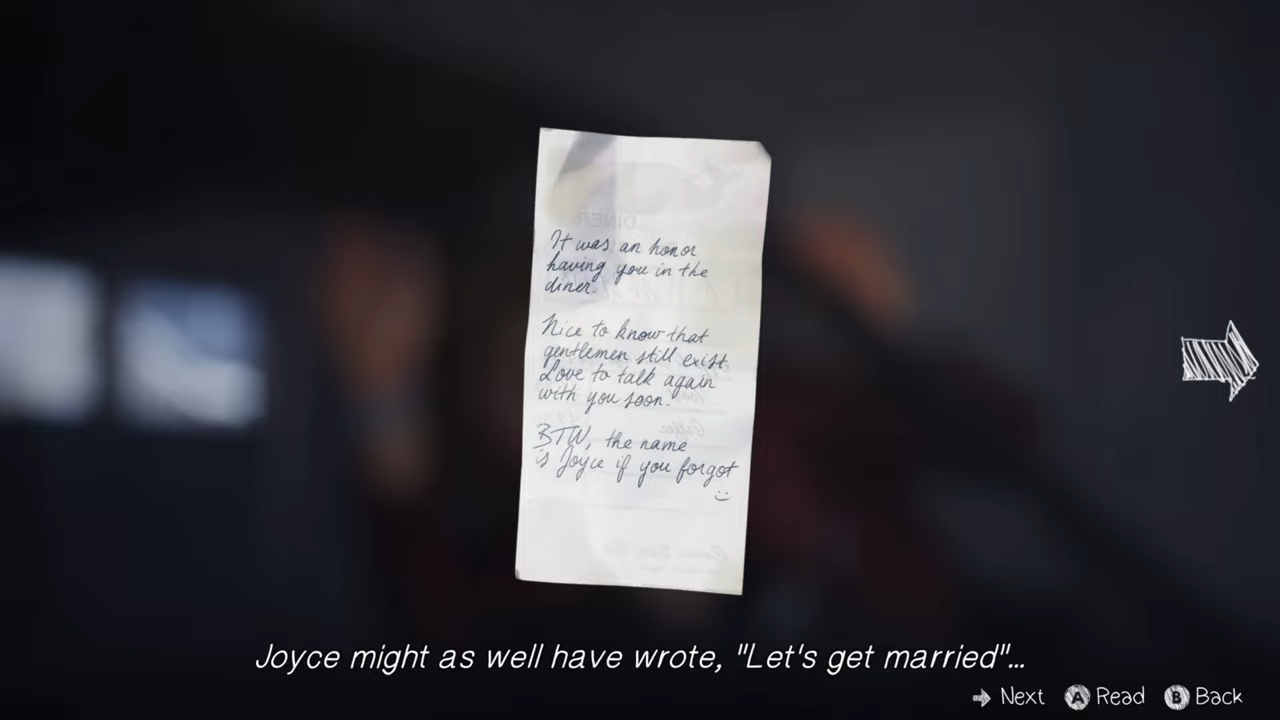 DINER
It was an honor
having you in the
diner.
Nice to know that
gentlemen still exist.
Love to talk again
with you soon.
BTW, the name
is Joyce if you forgot
:)
Joyce might as well have wrote, "Let's get married"...
Next A Read B Back